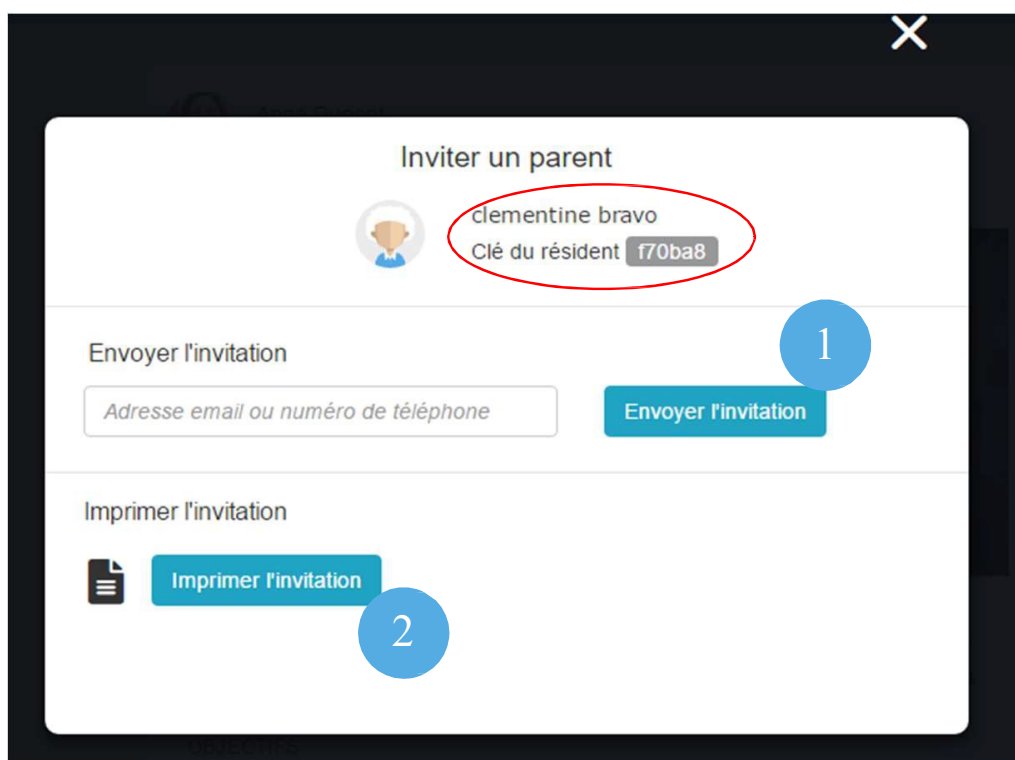 Inviter un parent
clementine bravo
Clé du résident f70ba8
1
Envoyer l'invitation
Adresse email ou numéro de téléphone Envoyer l'invitation
Imprimer l'invitation
Imprimer l'invitation
2
OBJECTIFS